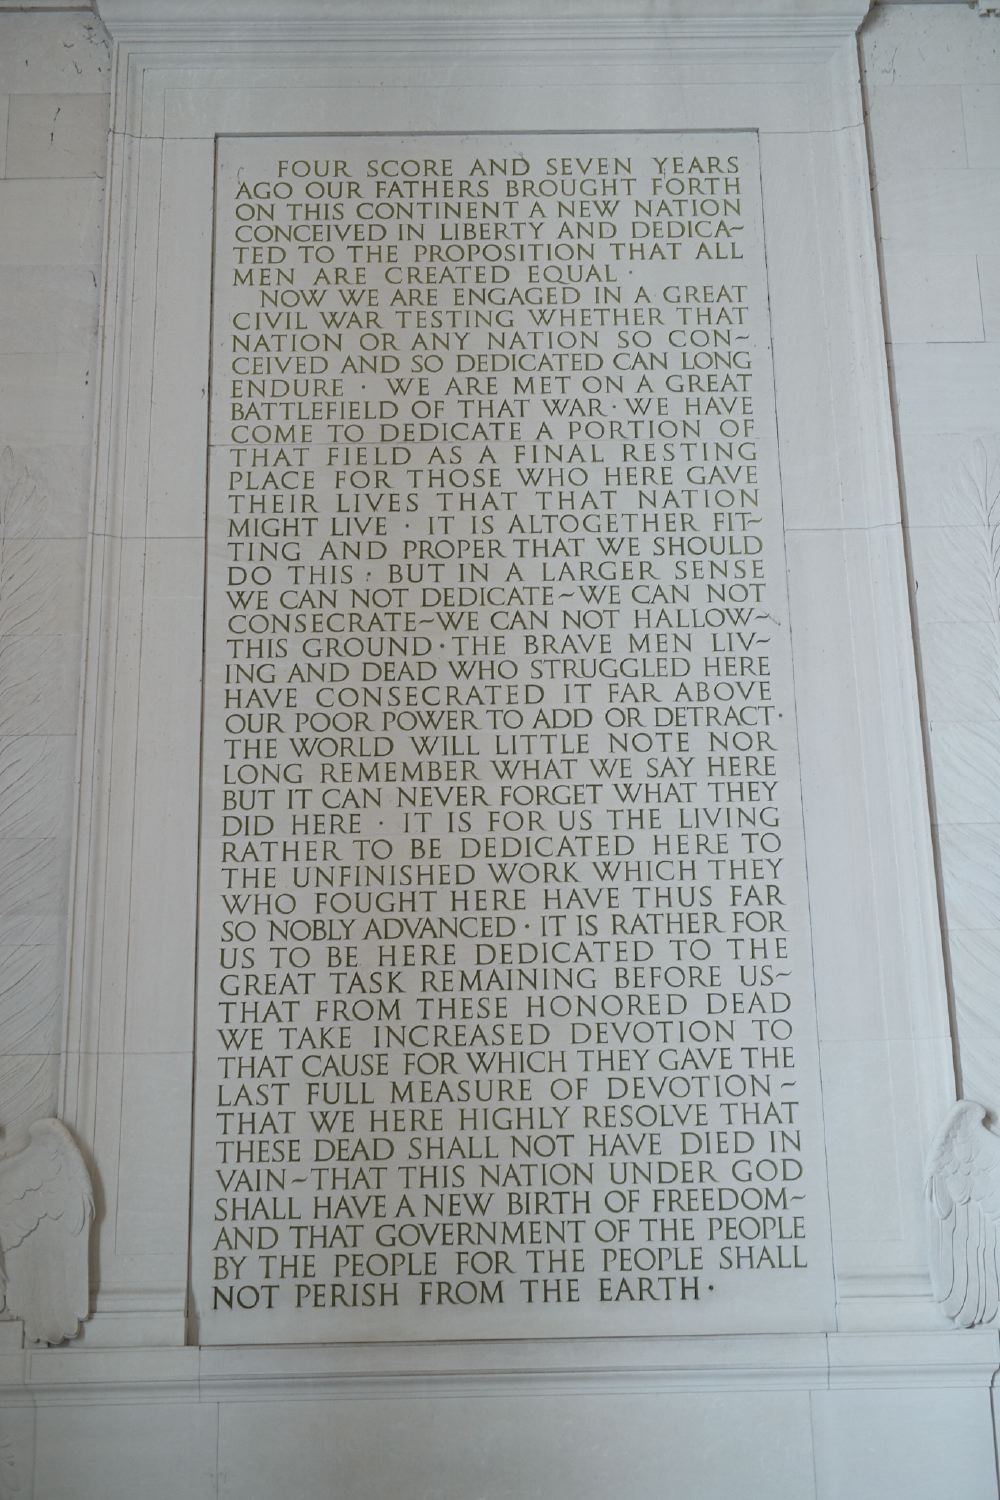 FOUR SCORE AND SEVEN YEARS
AGO OUR FATHERS BROUGHT FORTH
ON THIS CONTINENT A NEW NATION
CONCEIVED IN LIBERTY AND DEDICA~
TED TO THE PROPOSITION THAT ALL
MEN ARE CREATED EQUAL ·
NOW WE ARE ENGAGED IN A GREAT
CIVIL WAR TESTING WHETHER THAT
NATION OR ANY NATION SO CON~
CEIVED AND SO DEDICATED CAN LONG
ENDURE · WE ARE MET ON A GREAT
BATTLEFIELD OF THAT WAR · WE HAVE
COME TO DEDICATE A PORTION OF
THAT FIELD AS A FINAL RESTING
PLACE FOR THOSE WHO HERE GAVE
THEIR LIVES THAT THAT NATION
MIGHT LIVE · IT IS ALTOGETHER FIT~
TING AND PROPER THAT WE SHOULD
DO THIS · BUT IN A LARGER SENSE
WE CAN NOT DEDICATE~WE CAN NOT
CONSECRATE~WE CAN NOT HALLOW~
THIS GROUND · THE BRAVE MEN LIV~
ING AND DEAD WHO STRUGGLED HERE
HAVE CONSECRATED IT FAR ABOVE
OUR POOR POWER TO ADD OR DETRACT ·
THE WORLD WILL LITTLE NOTE NOR
LONG REMEMBER WHAT WE SAY HERE
BUT IT CAN NEVER FORGET WHAT THEY
DID HERE · IT IS FOR US THE LIVING
RATHER TO BE DEDICATED HERE TO
THE UNFINISHED WORK WHICH THEY
WHO FOUGHT HERE HAVE THUS FAR
SO NOBLY ADVANCED · IT IS RATHER FOR
US TO BE HERE DEDICATED TO THE
GREAT TASK REMAINING BEFORE US~
THAT FROM THESE HONORED DEAD
WE TAKE INCREASED DEVOTION TO
THAT CAUSE FOR WHICH THEY GAVE THE
LAST FULL MEASURE OF DEVOTION ~
THAT WE HERE HIGHLY RESOLVE THAT
THESE DEAD SHALL NOT HAVE DIED IN
VAIN~THAT THIS NATION UNDER GOD
SHALL HAVE A NEW BIRTH OF FREEDOM~
AND THAT GOVERNMENT OF THE PEOPLE
BY THE PEOPLE FOR THE PEOPLE SHALL
NOT PERISH FROM THE EARTH ·